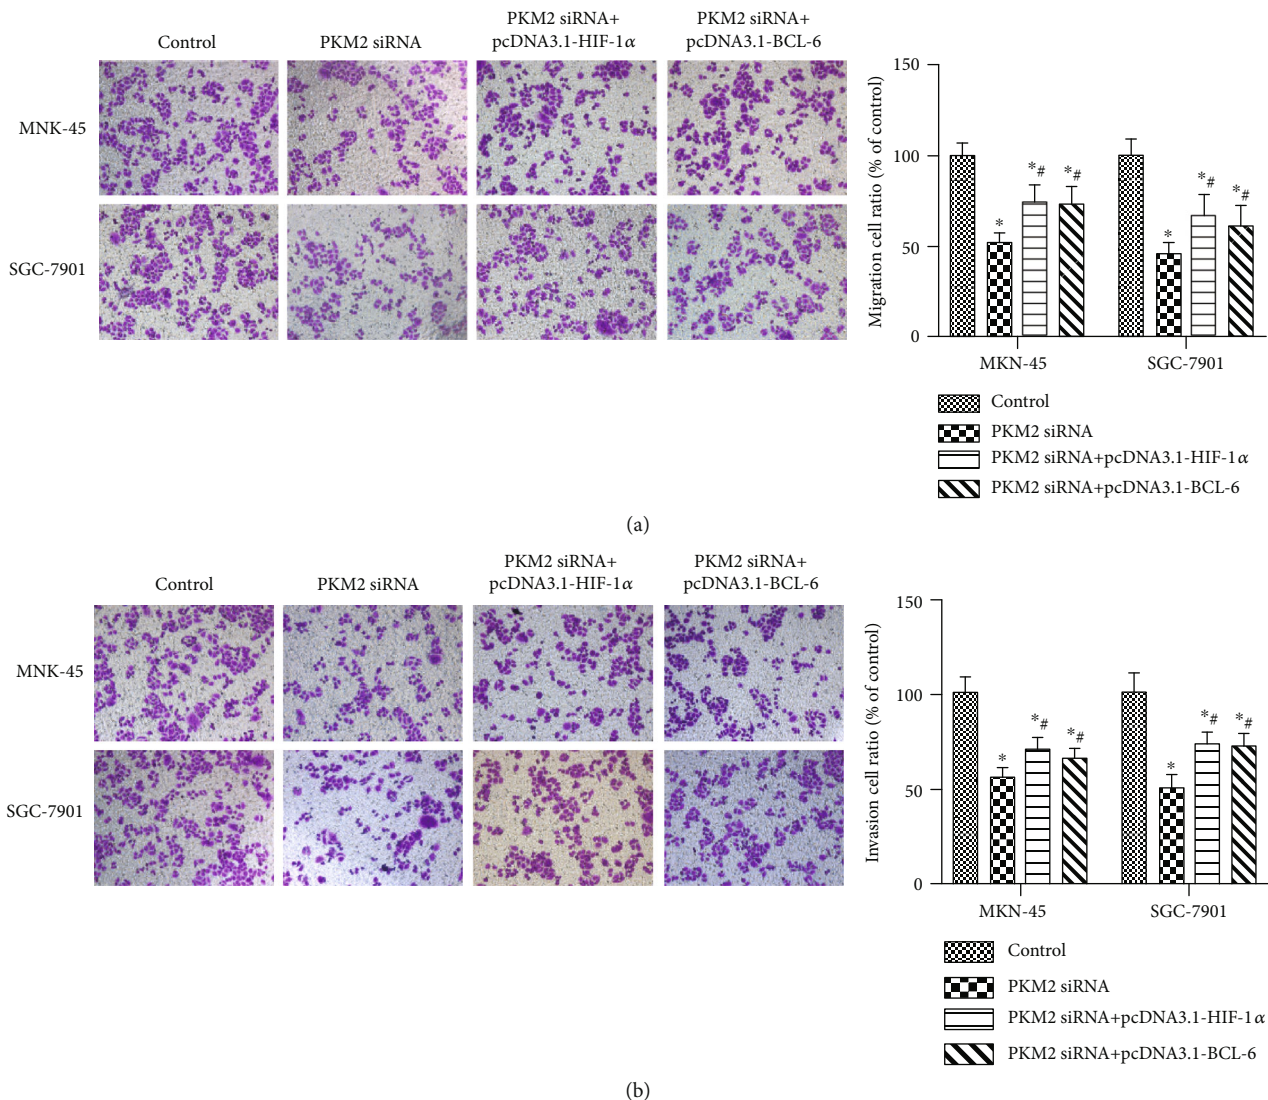 Control
PKM2 siRNA
PKM2 siRNA+
pcDNA3.1-HIF-1α
PKM2 siRNA+
pcDNA3.1-BCL-6
MNK-45
SGC-7901
Migration cell ratio (% of control)
150
100
50
0
*
*#
*#
*
*#
*#
MKN-45
SGC-7901
Control
PKM2 siRNA
PKM2 siRNA+pcDNA3.1-HIF-1α
PKM2 siRNA+pcDNA3.1-BCL-6
(a)
Control
PKM2 siRNA
PKM2 siRNA+
pcDNA3.1-HIF-1α
PKM2 siRNA+
pcDNA3.1-BCL-6
MNK-45
SGC-7901
Invasion cell ratio (% of control)
150
100
50
0
*
*#
*#
*
*#
*#
MKN-45
SGC-7901
Control
PKM2 siRNA
PKM2 siRNA+pcDNA3.1-HIF-1α
PKM2 siRNA+pcDNA3.1-BCL-6
(b)